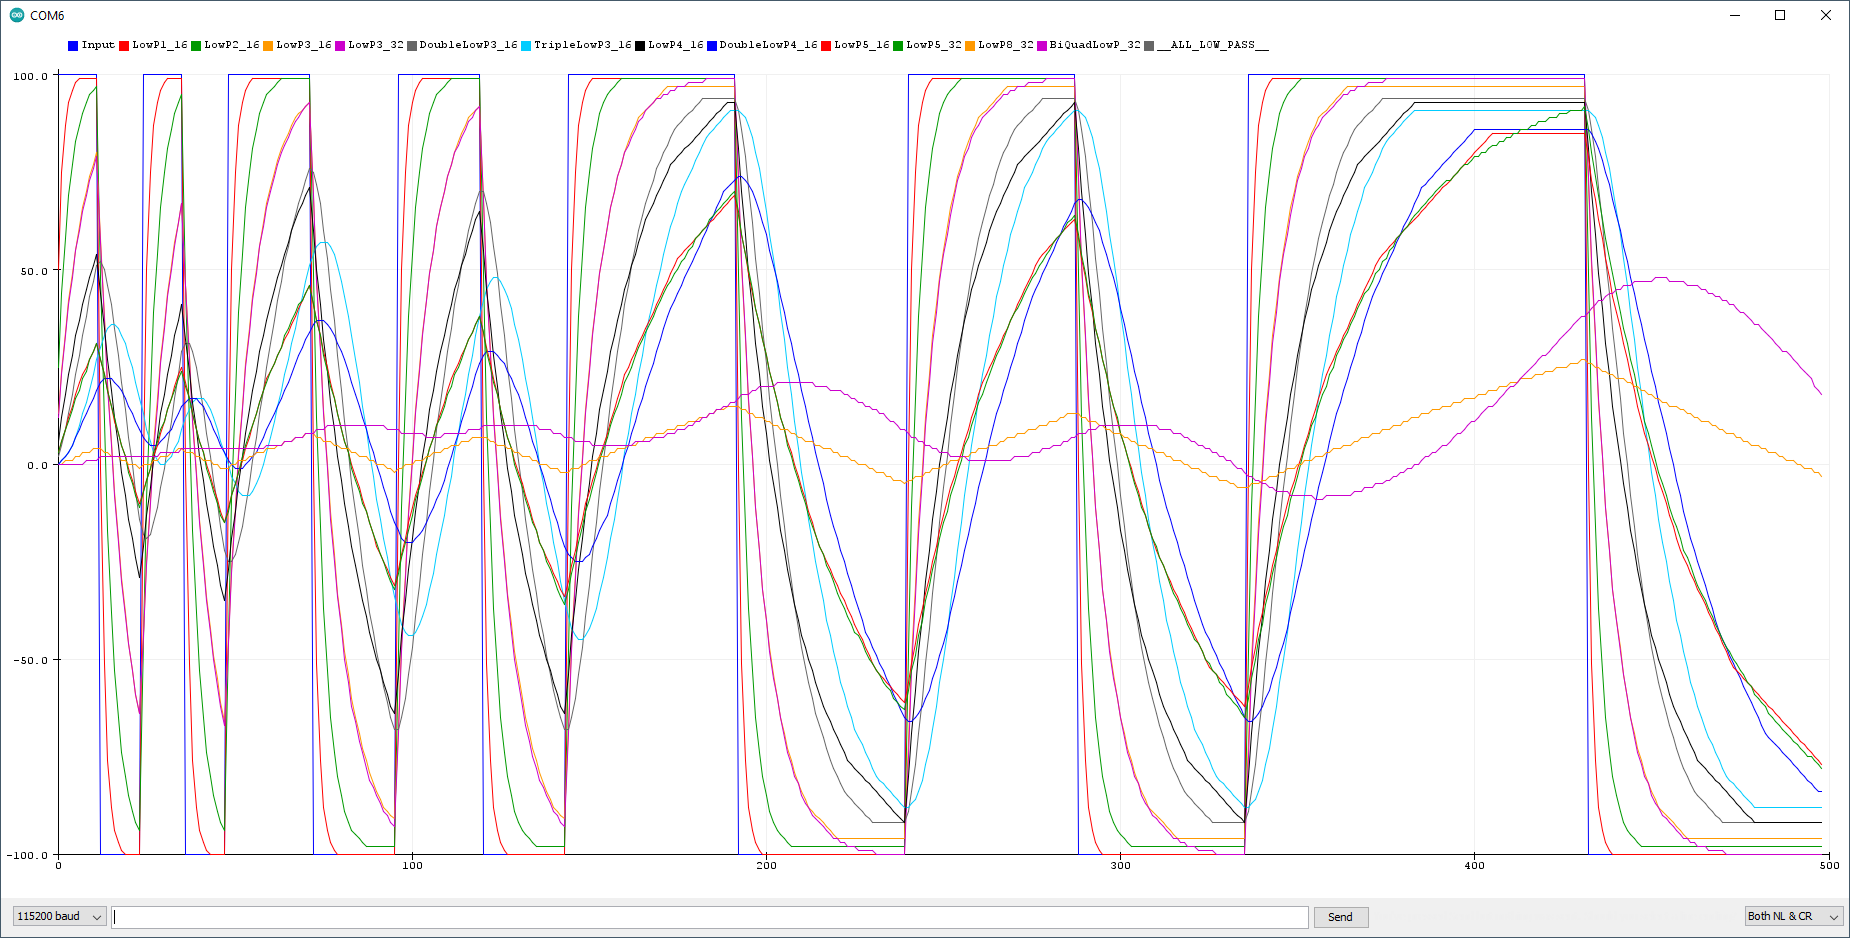 COM6
Input LowP1_16 LowP2_16 LowP3_16 LowP3_32 DoubleLowP3_16 TripleLowP3_16 LowP4_16 DoubleLowP4_16 LowP5_16 LowP5_32 LowP8_32 BiQuadLowP_32 __ALL_LOW_PASS__
100.0
50.0
0.0
-50.0
-100.0
0 100 200 300 400 500
115200 baud Send Both NL & CR